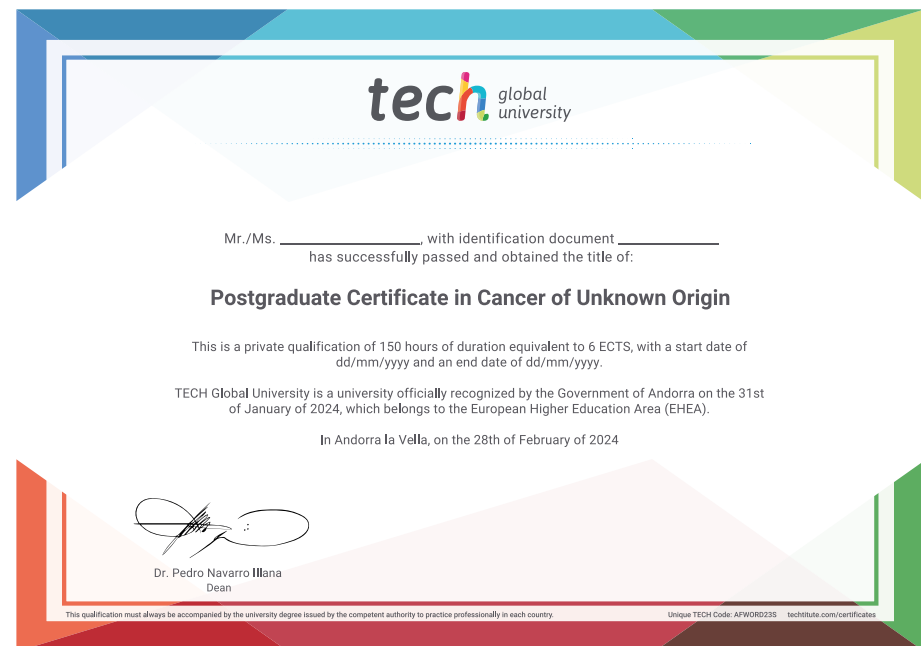 tech global
university
Mr./Ms. ____________________, with identification document ______________
has successfully passed and obtained the title of:
Postgraduate Certificate in Cancer of Unknown Origin
This is a private qualification of 150 hours of duration equivalent to 6 ECTS, with a start date of
dd/mm/yyyy and an end date of dd/mm/yyyy.
TECH Global University is a university officially recognized by the Government of Andorra on the 31st
of January of 2024, which belongs to the European Higher Education Area (EHEA).
In Andorra la Vella, on the 28th of February of 2024
Dr. Pedro Navarro Illana
Dean
This qualification must always be accompanied by the university degree issued by the competent authority to practice professionally in each country.
Unique TECH Code: AFWORD23S techtitute.com/certificates